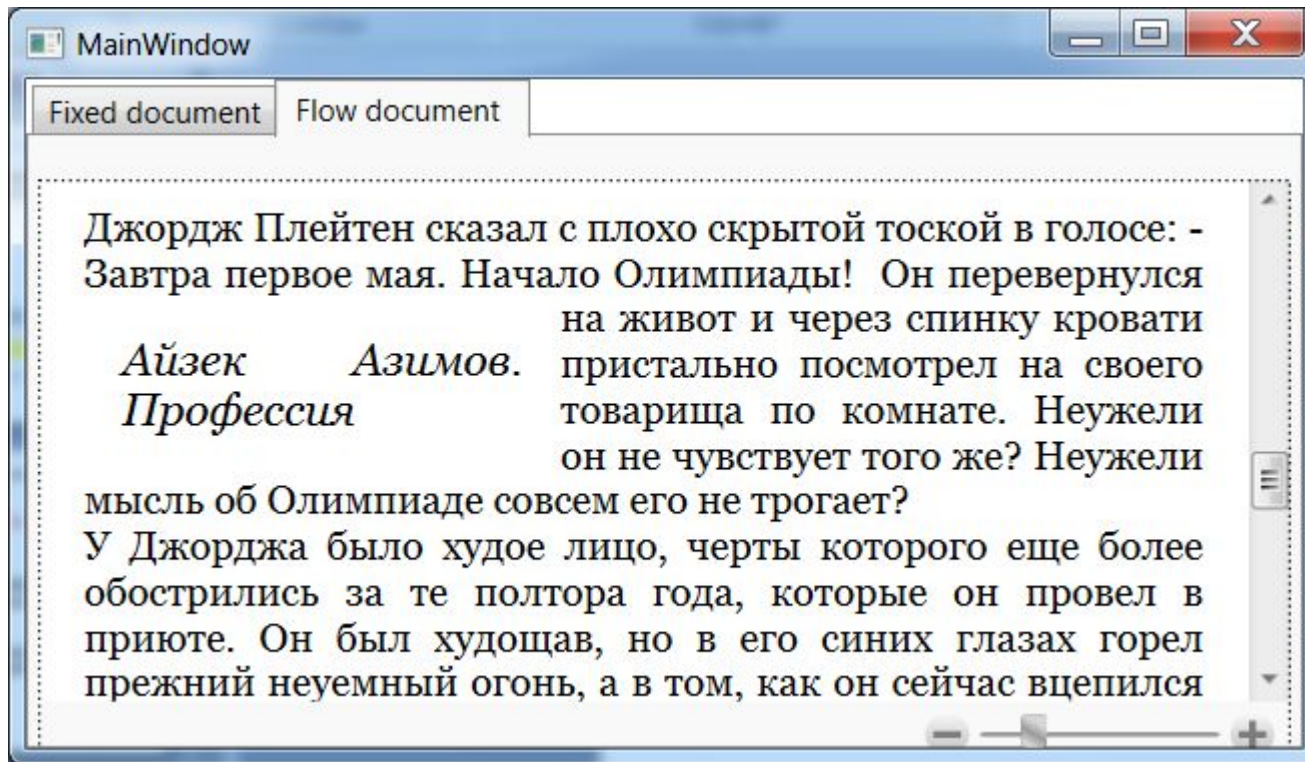 MainWindow
Fixed document
Flow document
Джордж Плейтен сказал с плохо скрытой тоской в голосе: -
Завтра первое мая. Начало Олимпиады!  Он перевернулся
на живот и через спинку кровати
пристально посмотрел на своего
товарища по комнате. Неужели
он не чувствует того же? Неужели
Айзек Азимов.
Профессия
мысль об Олимпиаде совсем его не трогает?
У Джорджа было худое лицо, черты которого еще более
обострились за те полтора года, которые он провел в
приюте. Он был худощав, но в его синих глазах горел
прежний неуемный огонь, а в том, как он сейчас вцепился